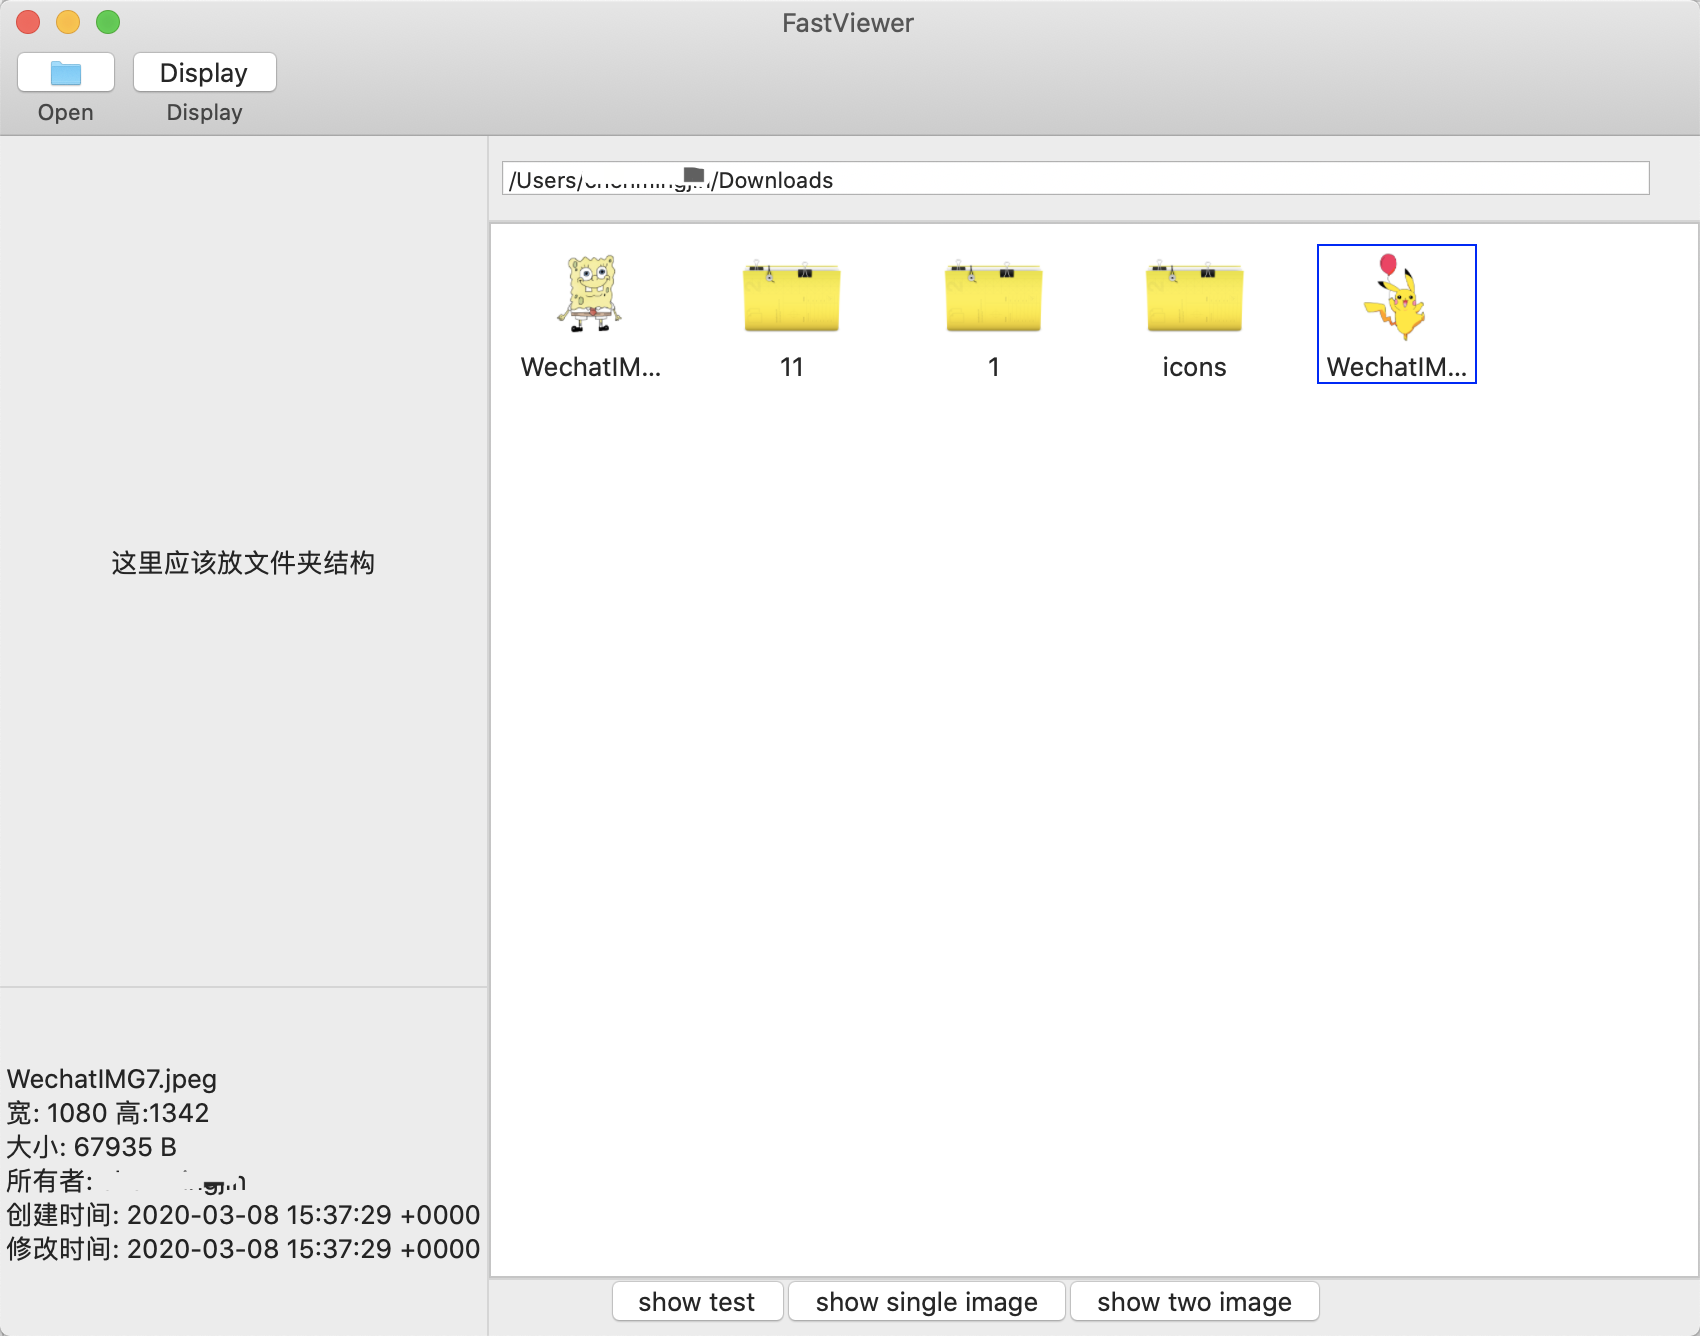 FastViewer
Display
Open
Display
/Users/ /Downloads
WechatIM...
11
1
icons
WechatIM...
这里应该放文件夹结构
WechatIMG7.jpeg
宽: 1080 高:1342
大小: 67935 B
所有者:
创建时间: 2020-03-08 15:37:29 +0000
修改时间: 2020-03-08 15:37:29 +0000
show test
show single image
show two image